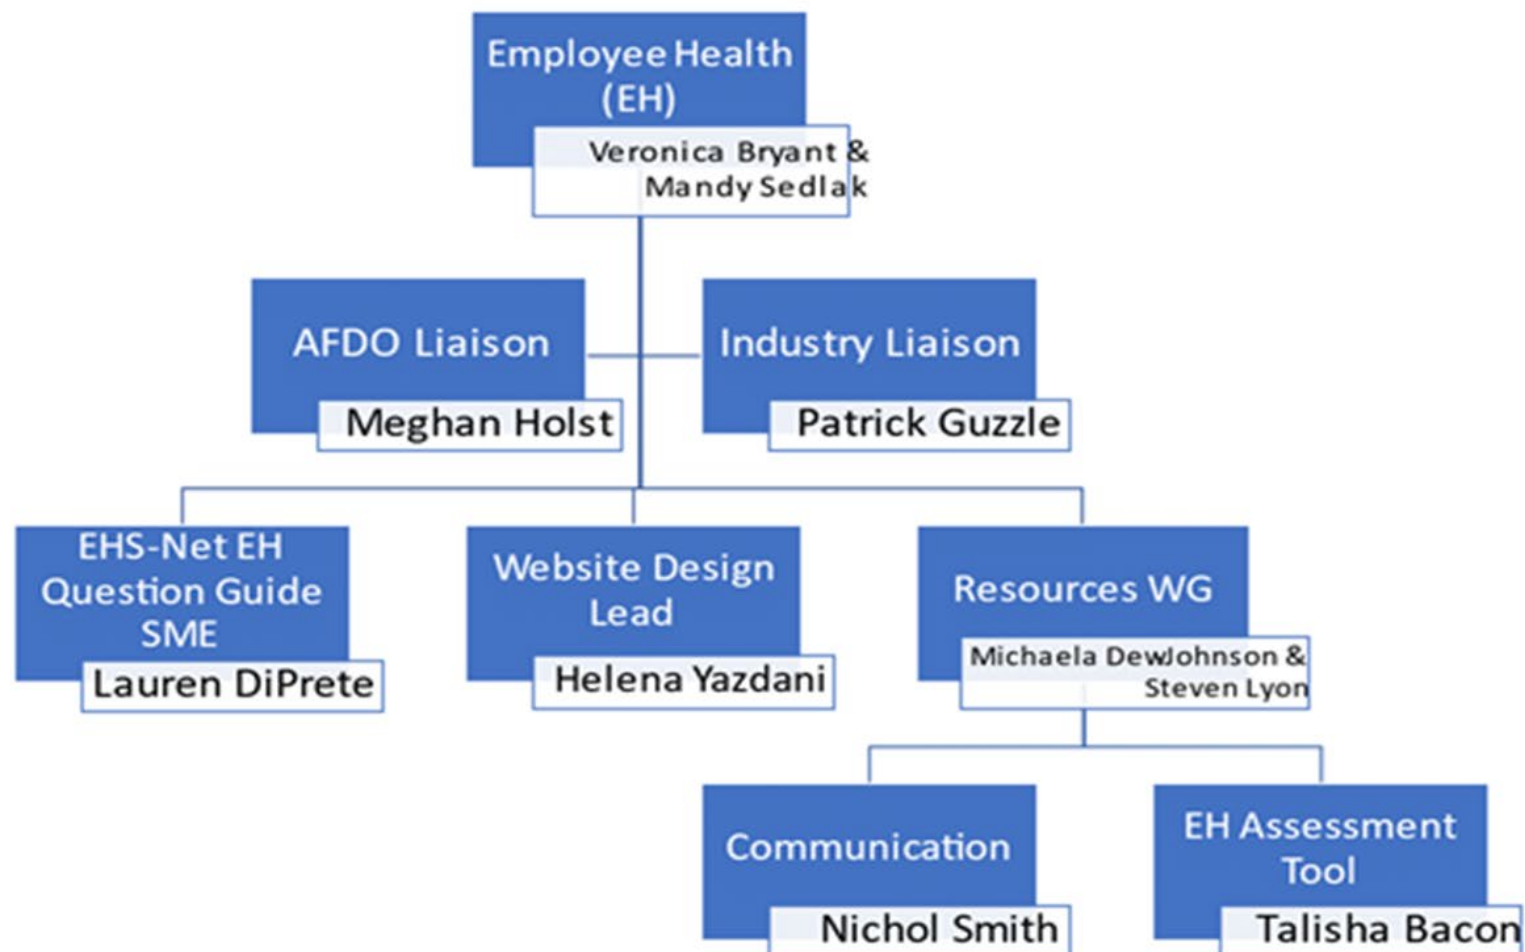 Employee Health
(EH)
Veronica Bryant &
Mandy Sedlak
AFDO Liaison
Meghan Holst
Industry Liaison
Patrick Guzzle
EHS-Net EH
Question Guide
SME
Lauren DiPrete
Website Design
Lead
Helena Yazdani
Resources WG
Michaela DewJohnson &
Steven Lyon
Communication
Nichol Smith
EH Assessment
Tool
Talisha Bacon